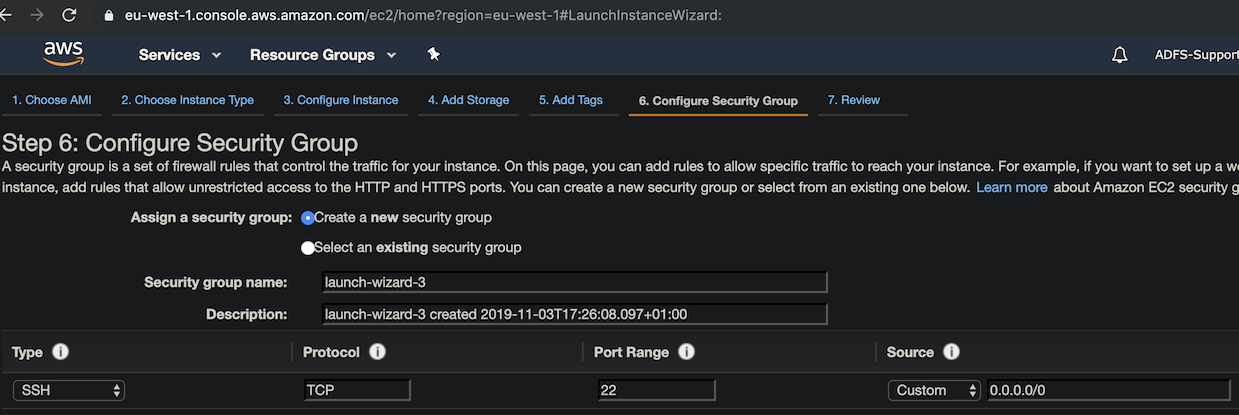 eu-west-1.console.aws.amazon.com/ec2/home?region=eu-west-1#LaunchInstanceWizard:
aws Services Resource Groups ADFS-Support
1. Choose AMI 2. Choose Instance Type 3. Configure Instance 4. Add Storage 5. Add Tags 6. Configure Security Group 7. Review
Step 6: Configure Security Group
A security group is a set of firewall rules that control the traffic for your instance. On this page, you can add rules to allow specific traffic to reach your instance. For example, if you want to set up a
instance, add rules that allow unrestricted access to the HTTP and HTTPS ports. You can create a new security group or select from an existing one below. Learn more about Amazon EC2 security
Assign a security group: Create a new security group
Select an existing security group
Security group name: launch-wizard-3
Description: launch-wizard-3 created 2019-11-03T17:26:08.097+01:00
Type i Protocol i Port Range i Source i
SSH TCP 22 Custom 0.0.0.0/0